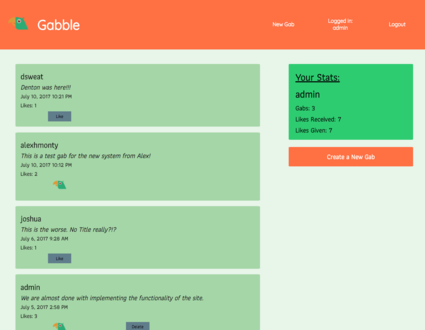 Gabble
New Gab
Logged in:
admin
Logout
dsweat
Denton was here!!!
July 10, 2017 10:21 PM
Likes: 1
Like
alexhmonty
This is a test gab for the new system from Alex!
July 10, 2017 10:12 PM
Likes: 2
joshua
This is the worse. No Title really?!?
July 6, 2017 9:28 AM
Likes: 1
Like
admin
We are almost done with implementing the functionality of the site.
July 5, 2017 2:58 PM
Likes: 3
Delete
Your Stats:
admin
Gabs: 3
Likes Received: 7
Likes Given: 7
Create a New Gab